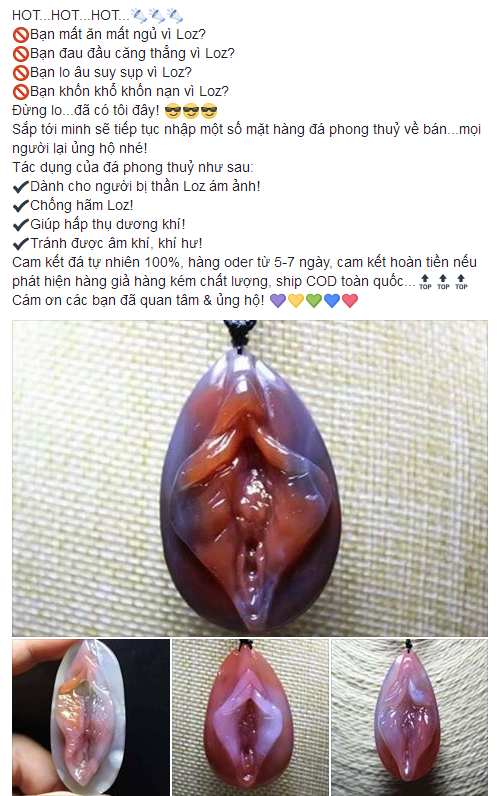 HOT...HOT...HOT...
🚫Bạn mất ăn mất ngủ vì Loz?
🚫Bạn đau đầu căng thẳng vì Loz?
🚫Bạn lo âu suy sụp vì Loz?
🚫Bạn khốn khổ khốn nạn vì Loz?
Đừng lo...đã có tôi đây! 😎😎😎
Sắp tới minh sẽ tiếp tục nhập một số mặt hàng đá phong thuỷ về bán...mọi
người lại ủng hộ nhé!
Tác dụng của đá phong thuỷ như sau:
✔Dành cho người bị thần Loz ám ảnh!
✔Chống hãm Loz!
✔Giúp hấp thụ dương khí!
✔Tránh được âm khí, khí hư!
Cam kết đá tự nhiên 100%, hàng oder từ 5-7 ngày, cam kết hoàn tiền nếu
phát hiện hàng giả hàng kém chất lượng, ship COD toàn quốc...🔝🔝🔝
Cám ơn các bạn đã quan tâm & ủng hộ! 💜💛💚💙❤